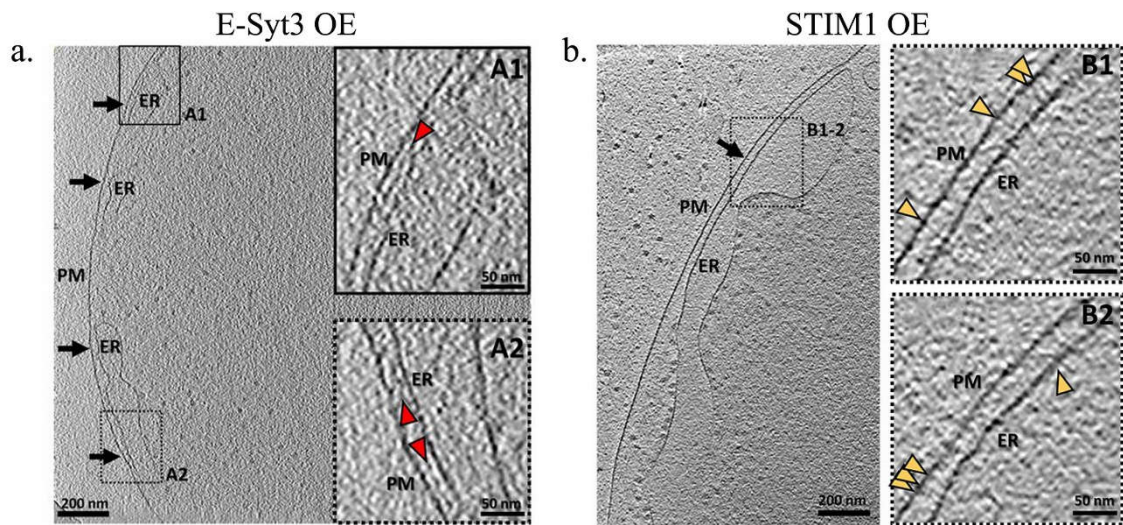 E-Syt3 OE
STIM1 OE
a.
ER
A1
ER
PM
ER
A2
200 nm
A1
PM
ER
50 nm
A2
ER
PM
50 nm
b.
B1-2
PM
ER
200 nm
B1
PM
ER
50 nm
B2
PM
ER
50 nm